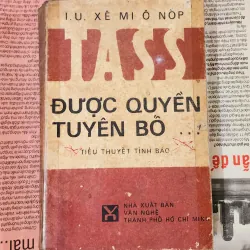 I.U. XÊ MI Ô NỐP
TASS
ĐƯỢC QUYỀN
TUYÊN BỐ ...
TIỂU THUYẾT TÌNH BÁO
NHÀ XUẤT BẢN
VĂN NGHỆ
THÀNH PHỐ HỒ CHÍ MINH